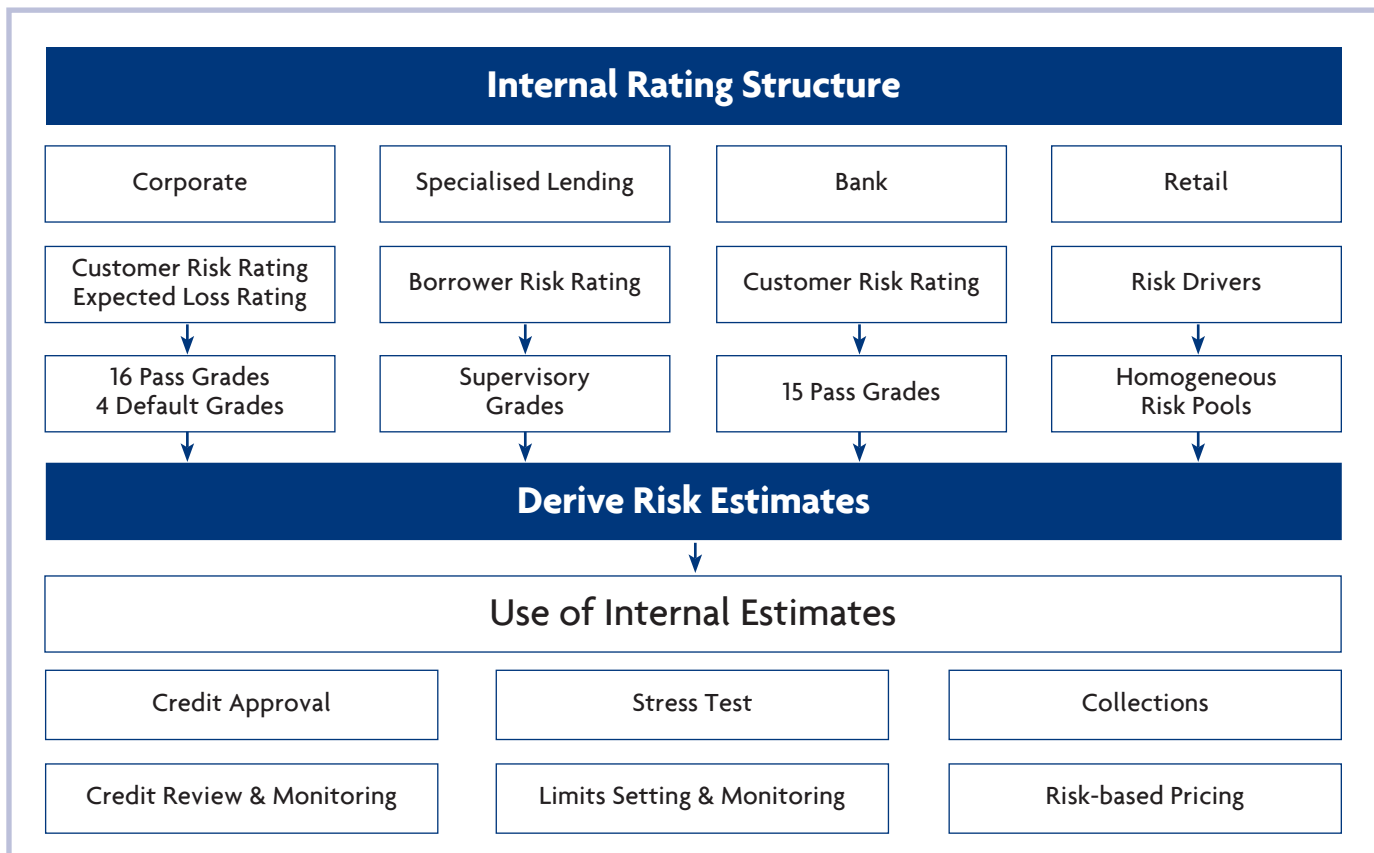 Internal Rating Structure
Corporate
Specialised Lending
Bank
Retail
Customer Risk Rating
Expected Loss Rating
Borrower Risk Rating
Customer Risk Rating
Risk Drivers
16 Pass Grades
4 Default Grades
Supervisory
Grades
15 Pass Grades
Homogeneous
Risk Pools
Derive Risk Estimates
Use of Internal Estimates
Credit Approval
Stress Test
Collections
Credit Review & Monitoring
Limits Setting & Monitoring
Risk-based Pricing